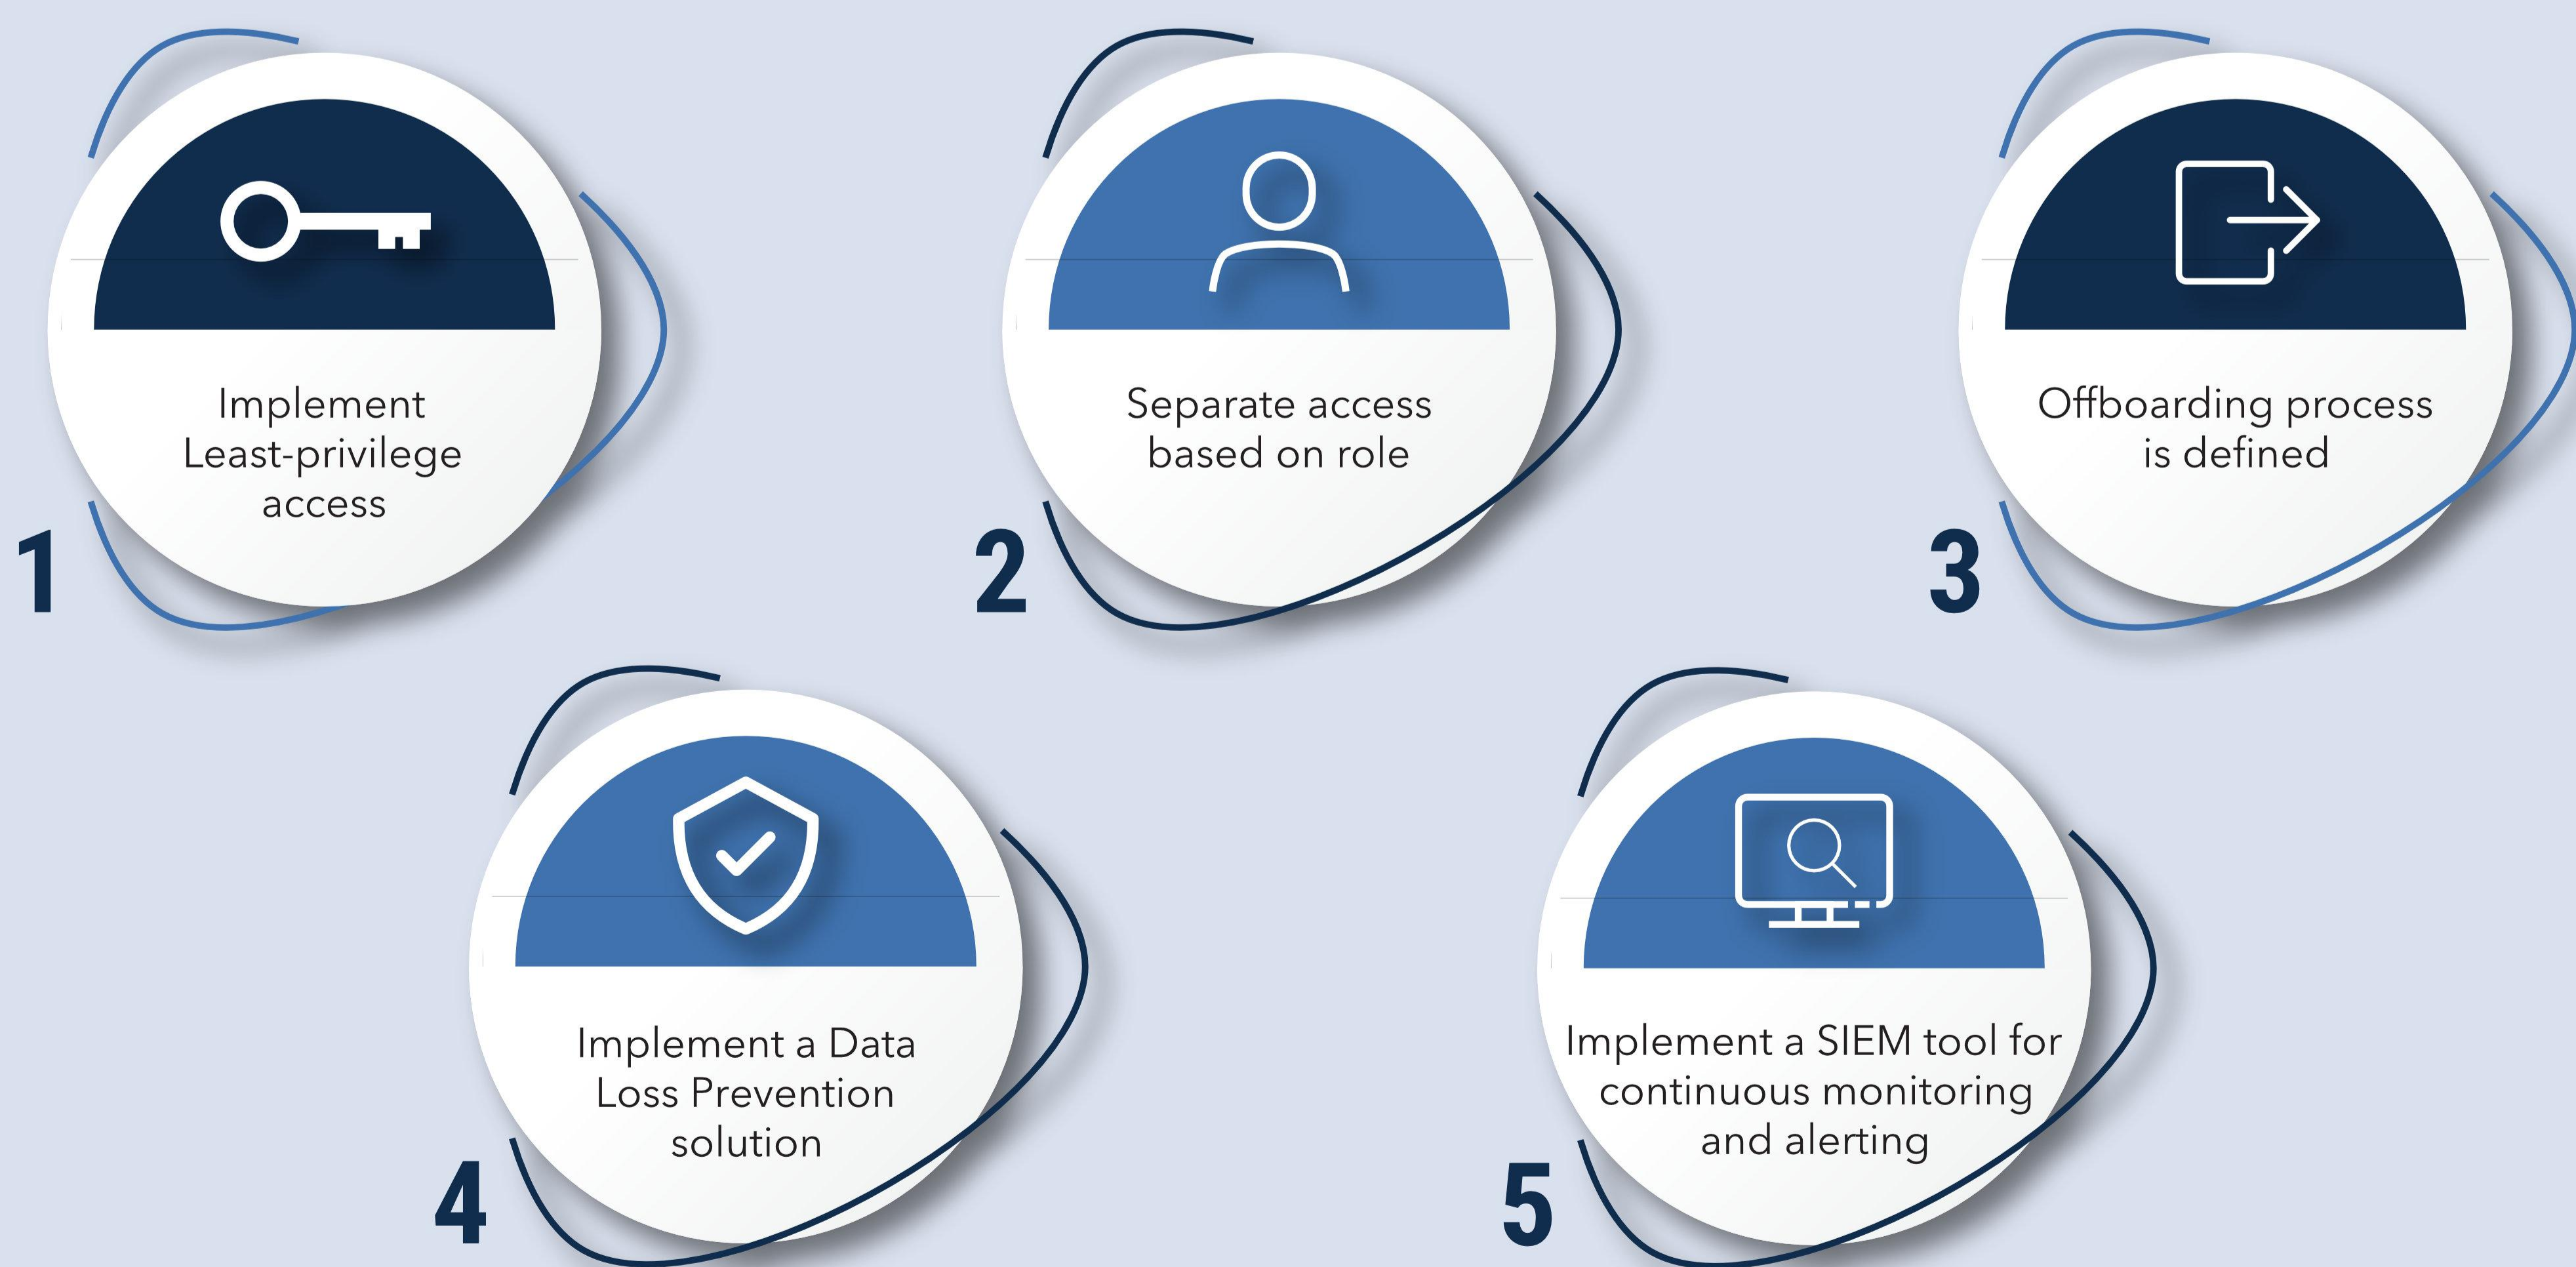 Implement
Least-privilege
access
1
Separate access
based on role
2
Offboarding process
is defined
3
Implement a Data
Loss Prevention
solution
4
Implement a SIEM tool for
continuous monitoring
and alerting
5